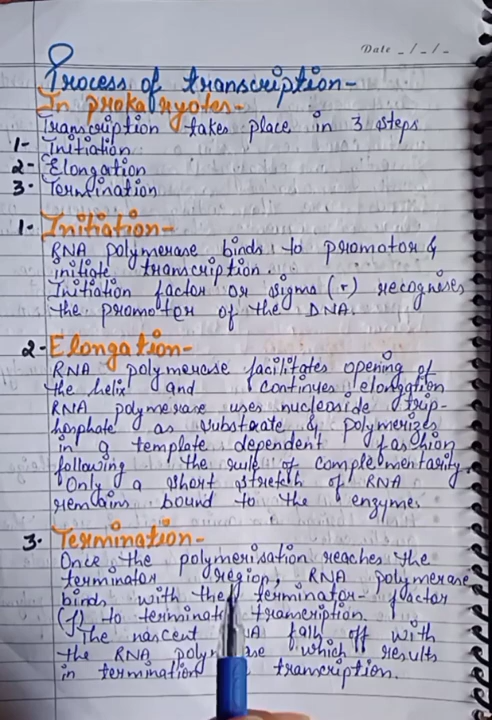 Date _/_/_
Process of transcription-
In prokaryotes-
Transcription takes place in 3 steps
1- Initiation
2- Elongation
3- Termination
1- Initiation-
RNA polymerase binds to promotor &
initiate transcription.
Initiation factor or sigma (r) recognises
the promotor of the DNA.
2- Elongation-
RNA polymerase facilitates opening of
the helix and continues elongation
RNA polymerase uses nucleoside trip-
hosphate as substrate & polymerizes
in a template dependent fashion
following the rule of complementarity.
Only a short stretch of RNA
remains bound to the enzyme.
3. Termination-
Once the polymerisation reaches the
terminator region, RNA polymerase
binds with the terminator-factor
(f) to terminat transcription.
The nascent fall off with
the RNA which results
in termination transcription.